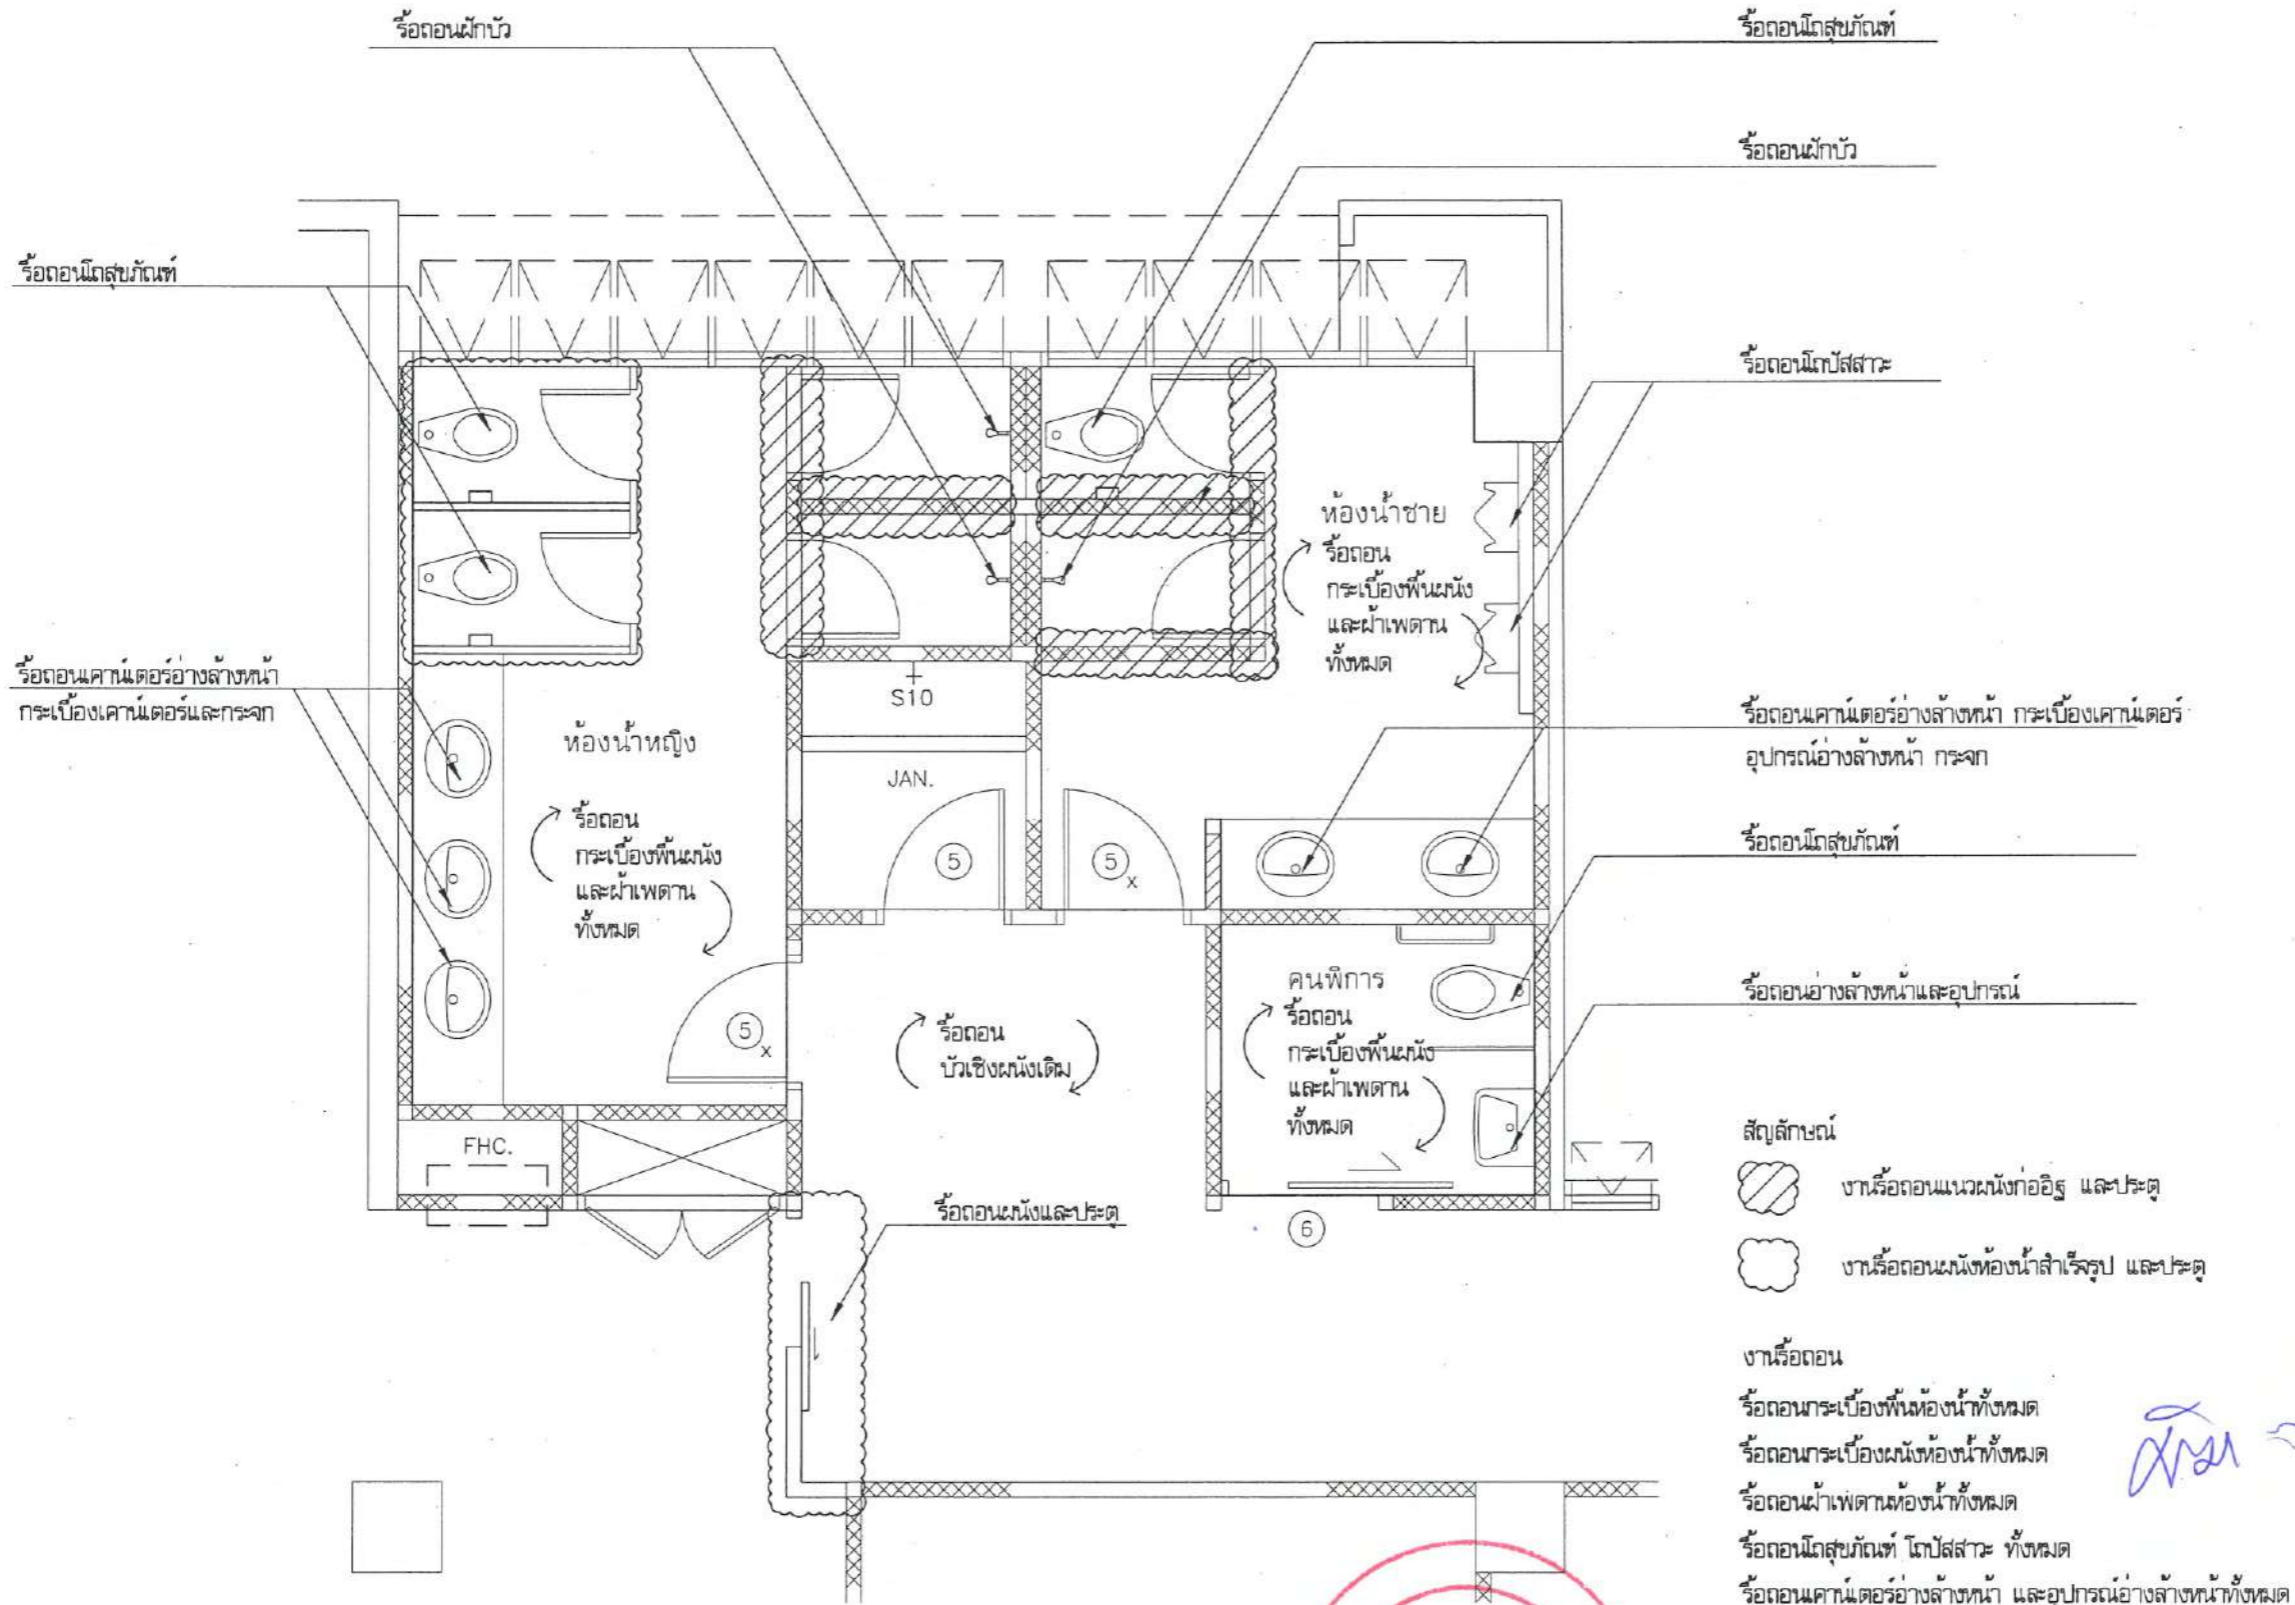 รื้อถอนฝักบัว
รื้อถอนโถสุขภัณฑ์
รื้อถอนฝักบัว
รื้อถอนโถสุขภัณฑ์
รื้อถอนโถปัสสาวะ
ห้องน้ำชาย
รื้อถอน
กระเบื้องพื้นผนัง
และฝ้าเพดาน
ทั้งหมด
รื้อถอนเคาน์เตอร์อ่างล้างหน้า
กระเบื้องเคาน์เตอร์และกระจก
S10
ห้องน้ำหญิง
JAN.
รื้อถอนเคาน์เตอร์อ่างล้างหน้า กระเบื้องเคาน์เตอร์
อุปกรณ์อ่างล้างหน้า กระจก
รื้อถอน
กระเบื้องพื้นผนัง
และฝ้าเพดาน
ทั้งหมด
5
5
x
รื้อถอนโถสุขภัณฑ์
คนพิการ
รื้อถอน
กระเบื้องพื้นผนัง
และฝ้าเพดาน
ทั้งหมด
รื้อถอนอ่างล้างหน้าและอุปกรณ์
5
x
รื้อถอน
บัวเชิงผนังเดิม
FHC.
รื้อถอนผนังและประตู
6
สัญลักษณ์
งานรื้อถอนแนวผนังก่ออิฐ และประตู
งานรื้อถอนผนังห้องน้ำสำเร็จรูป และประตู
งานรื้อถอน
รื้อถอนกระเบื้องพื้นห้องน้ำทั้งหมด
รื้อถอนกระเบื้องผนังห้องน้ำทั้งหมด
รื้อถอนฝ้าเพดานห้องน้ำทั้งหมด
รื้อถอนโถสุขภัณฑ์ โถปัสสาวะ ทั้งหมด
รื้อถอนเคาน์เตอร์อ่างล้างหน้า และอุปกรณ์อ่างล้างหน้าทั้งหมด